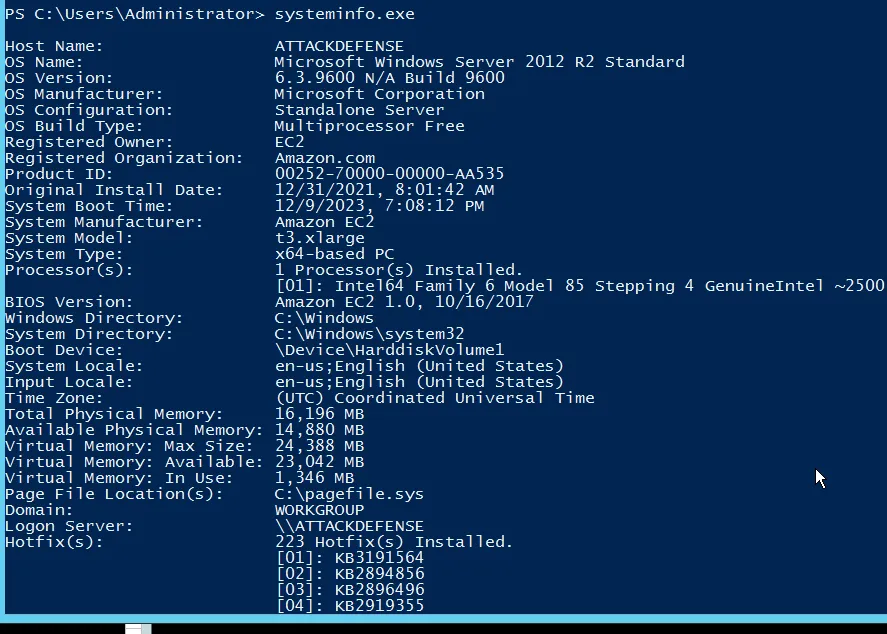 PS C:\Users\Administrator> systeminfo.exe
Host Name: ATTACKDEFENSE
OS Name: Microsoft Windows Server 2012 R2 Standard
OS Version: 6.3.9600 N/A Build 9600
OS Manufacturer: Microsoft Corporation
OS Configuration: Standalone Server
OS Build Type: Multiprocessor Free
Registered Owner: EC2
Registered Organization: Amazon.com
Product ID: 00252-70000-00000-AA535
Original Install Date: 12/31/2021, 8:01:42 AM
System Boot Time: 12/9/2023, 7:08:12 PM
System Manufacturer: Amazon EC2
System Model: t3.xlarge
System Type: x64-based PC
Processor(s): 1 Processor(s) Installed.
[01]: Intel64 Family 6 Model 85 Stepping 4 GenuineIntel ~2500
BIOS Version: Amazon EC2 1.0, 10/16/2017
Windows Directory: C:\Windows
System Directory: C:\Windows\system32
Boot Device: \Device\HarddiskVolume1
System Locale: en-us;English (United States)
Input Locale: en-us;English (United States)
Time Zone: (UTC) Coordinated Universal Time
Total Physical Memory: 16,196 MB
Available Physical Memory: 14,880 MB
Virtual Memory: Max Size: 24,388 MB
Virtual Memory: Available: 23,042 MB
Virtual Memory: In Use: 1,346 MB
Page File Location(s): C:\pagefile.sys
Domain: WORKGROUP
Logon Server: \\ATTACKDEFENSE
Hotfix(s): 223 Hotfix(s) Installed.
[01]: KB3191564
[02]: KB2894856
[03]: KB2896496
[04]: KB2919355